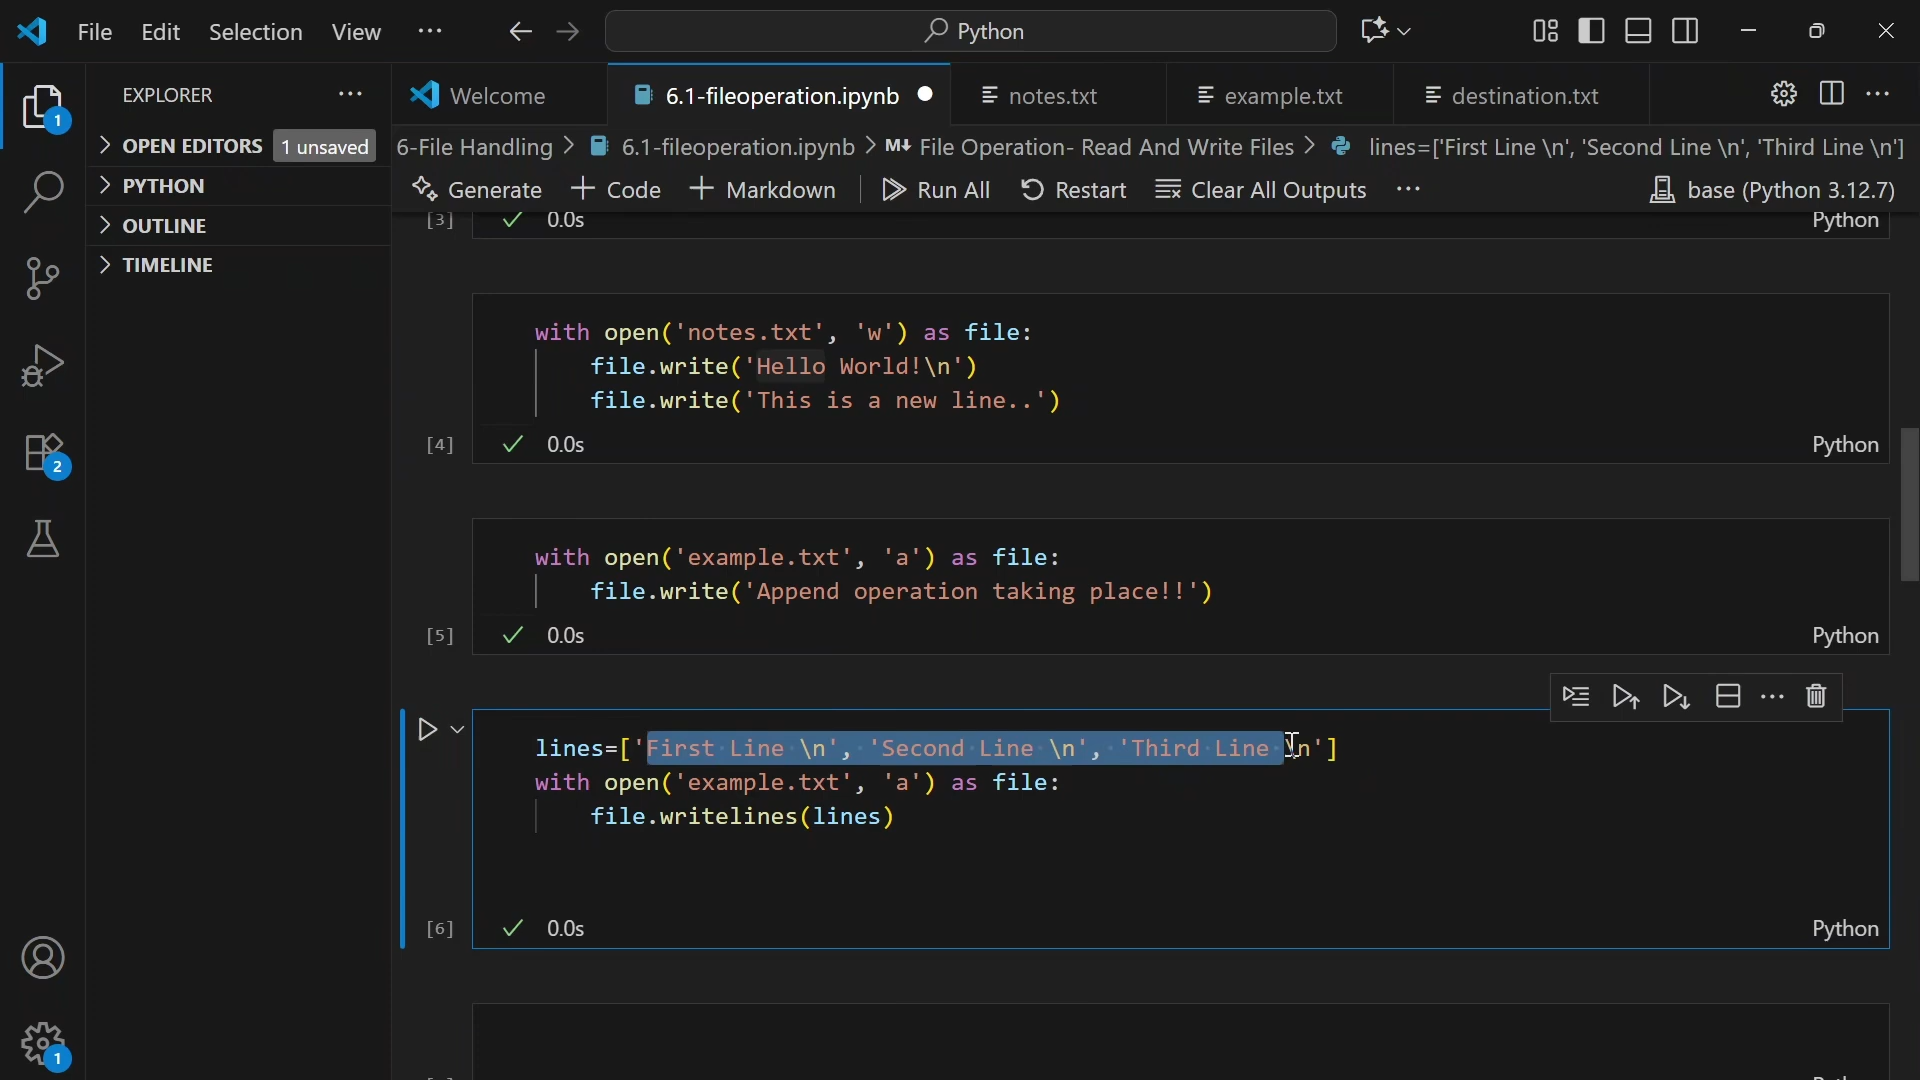 File Edit Selection View ··· Python
EXPLORER ···
OPEN EDITORS 1 unsaved
PYTHON
OUTLINE
TIMELINE
1
2
1
Welcome 6.1-fileoperation.ipynb notes.txt example.txt destination.txt ···
6-File Handling > 6.1-fileoperation.ipynb > M↓ File Operation- Read And Write Files > lines=['First Line \n', 'Second Line \n', 'Third Line \n']
Generate + Code + Markdown Run All Restart Clear All Outputs ··· base (Python 3.12.7)
[3] 0.0s Python
with open('notes.txt', 'w') as file:
file.write('Hello World!\n')
file.write('This is a new line..')
[4] 0.0s Python
with open('example.txt', 'a') as file:
file.write('Append operation taking place!!')
[5] 0.0s Python
lines=['First Line \n', 'Second Line \n', 'Third Line \n']
with open('example.txt', 'a') as file:
file.writelines(lines)
[6] 0.0s Python